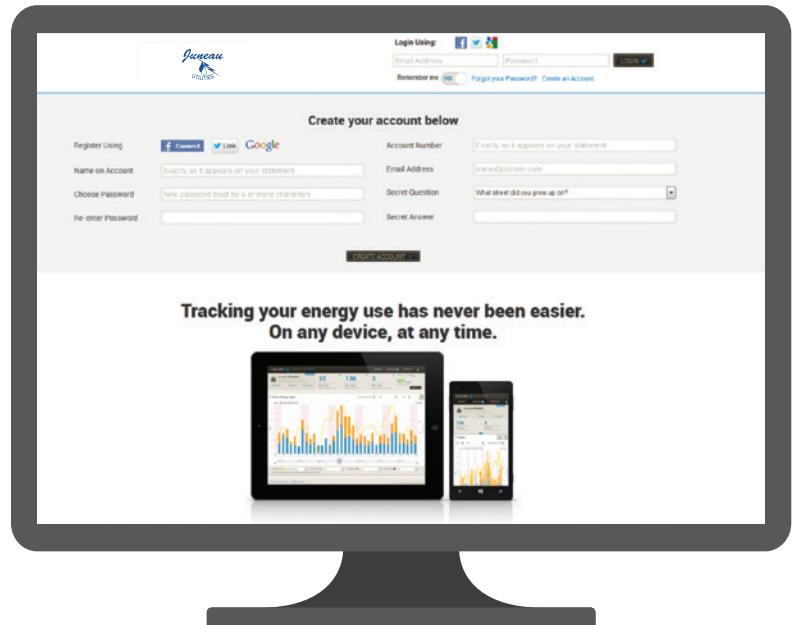 Juneau
UTILITIES
Login Using:
Email Address
Password
LOGIN
Remember me YES Forgot your Password? Create an Account
Create your account below
Register Using
Connect
Link
Google
Name on Account
Exactly as it appears on your statement
Choose Password
New password must be 6 or more characters
Re-enter Password
Account Number
Exactly as it appears on your statement
Email Address
name@domain.com
Secret Question
What street did you grow up on?
Secret Answer
CREATE ACCOUNT
Tracking your energy use has never been easier.
On any device, at any time.